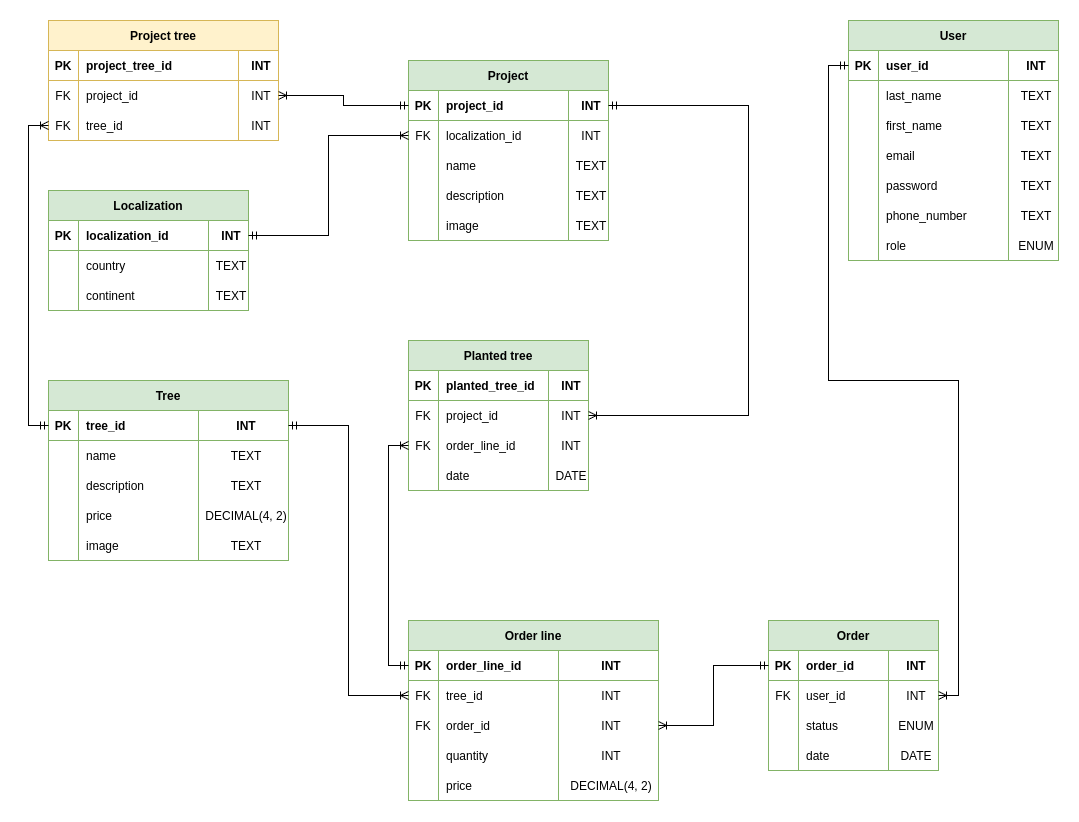 Project tree
PK project_tree_id INT
FK project_id INT
FK tree_id INT
Project
PK project_id INT
FK localization_id INT
name TEXT
description TEXT
image TEXT
User
PK user_id INT
last_name TEXT
first_name TEXT
email TEXT
password TEXT
phone_number TEXT
role ENUM
Localization
PK localization_id INT
country TEXT
continent TEXT
Planted tree
PK planted_tree_id INT
FK project_id INT
FK order_line_id INT
date DATE
Tree
PK tree_id INT
name TEXT
description TEXT
price DECIMAL(4, 2)
image TEXT
Order line
PK order_line_id INT
FK tree_id INT
FK order_id INT
quantity INT
price DECIMAL(4, 2)
Order
PK order_id INT
FK user_id INT
status ENUM
date DATE